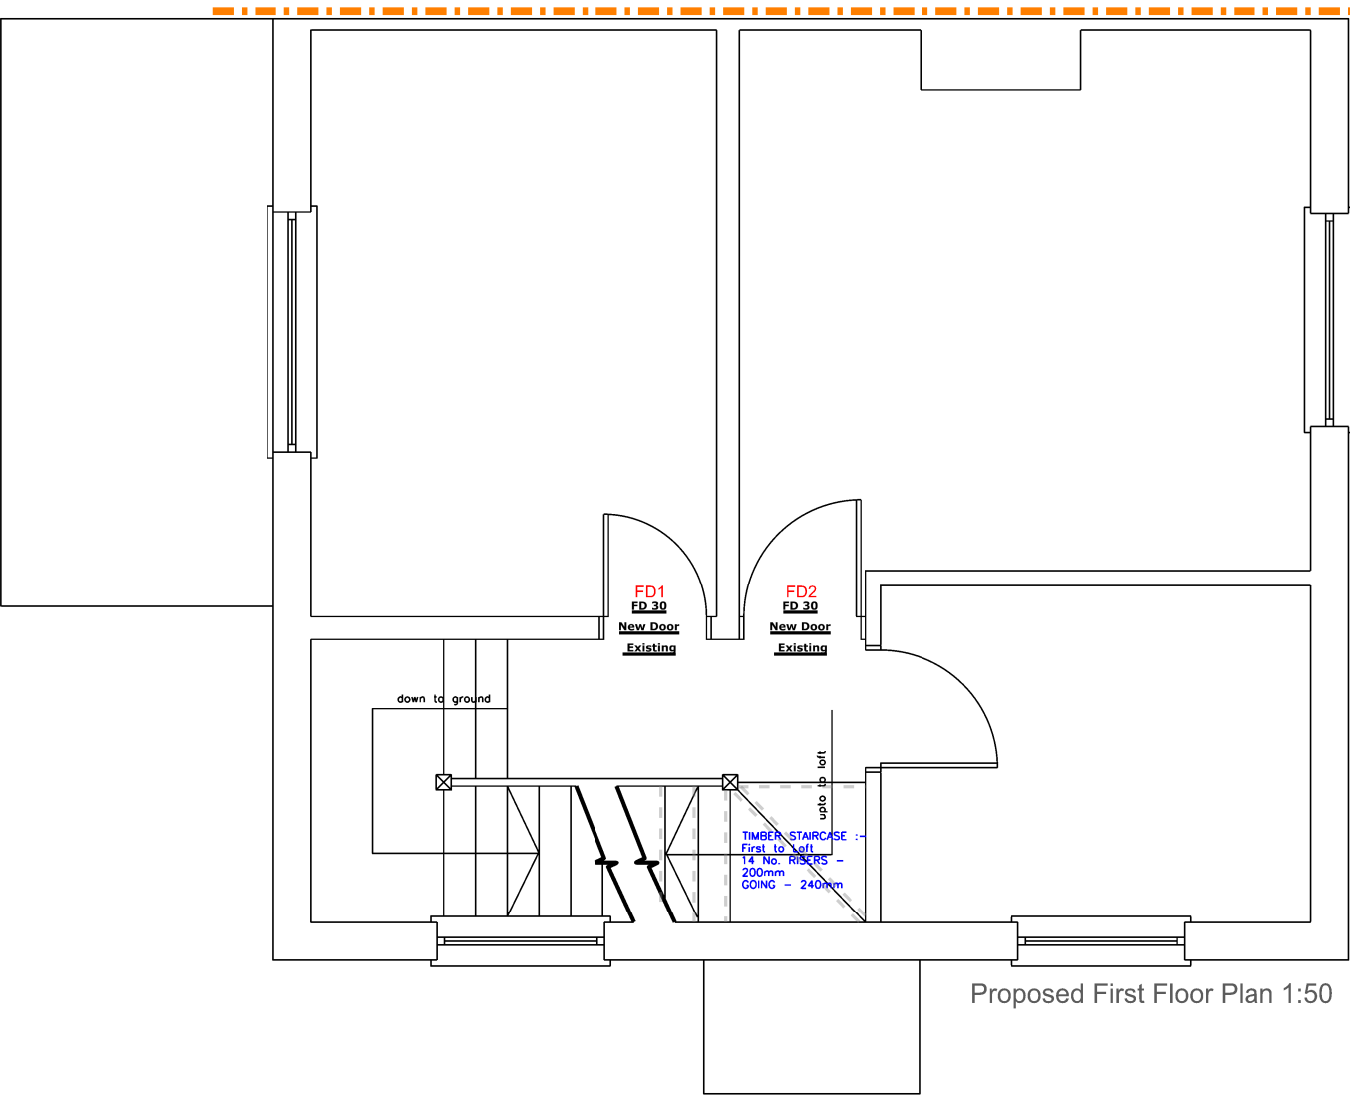 FD1
FD 30
New Door
Existing
FD2
FD 30
New Door
Existing
down to ground
upto to loft
TIMBER STAIRCASE :-
First to Loft
14 No. RISERS -
200mm
GOING - 240mm
Proposed First Floor Plan 1:50